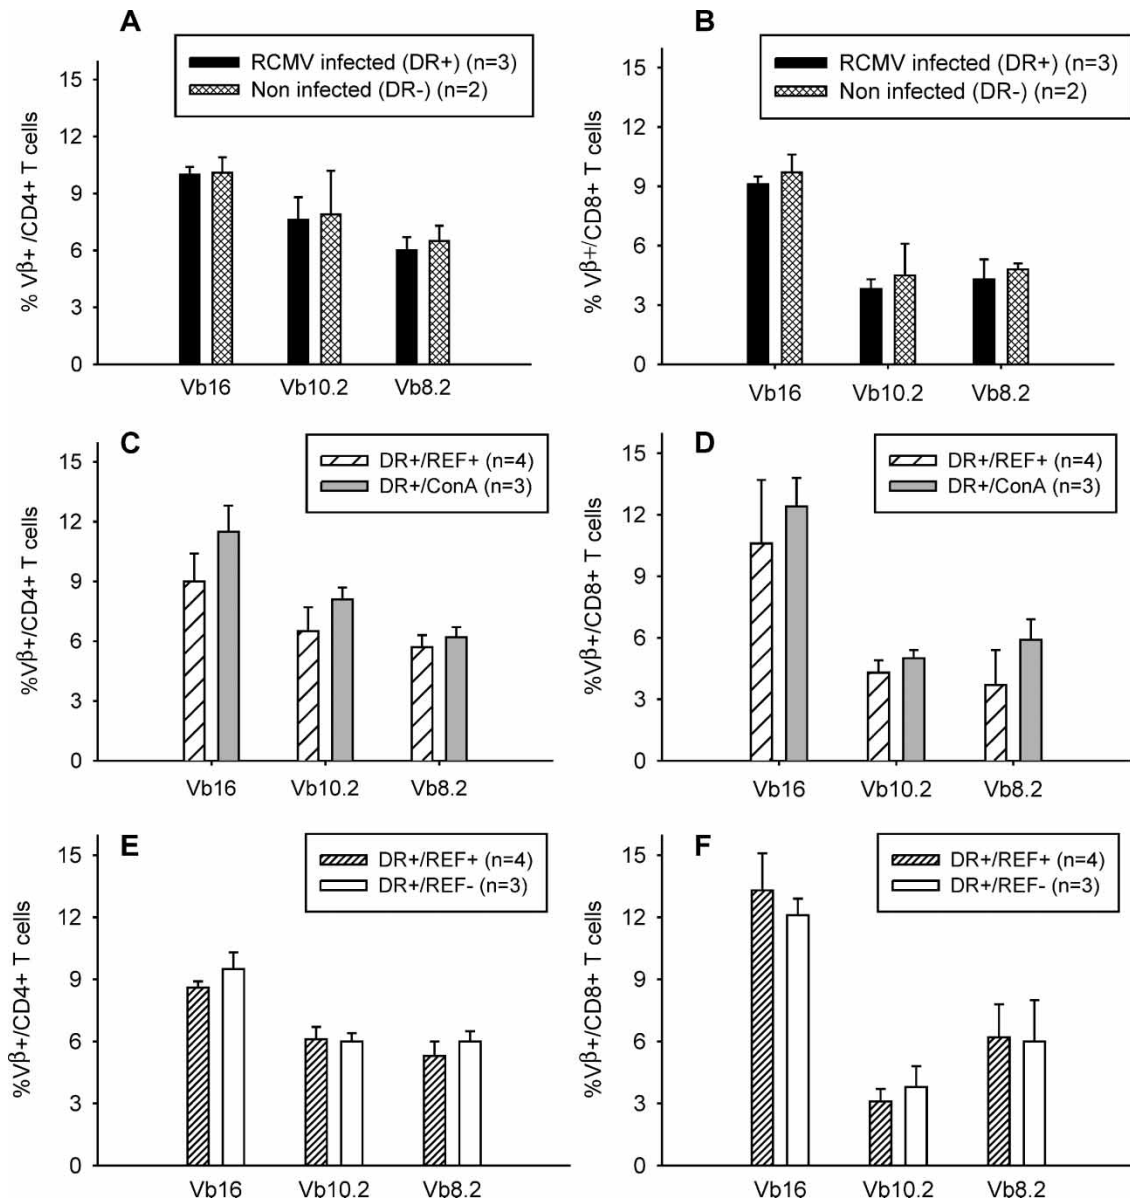 A
RCMV infected (DR+) (n=3)
Non infected (DR-) (n=2)
% Vβ+ /CD4+ T cells
15
12
9
6
3
0
Vb16 Vb10.2 Vb8.2
B
RCMV infected (DR+) (n=3)
Non infected (DR-) (n=2)
% Vβ+/CD8+ T cells
15
12
9
6
3
0
Vb16 Vb10.2 Vb8.2
C
DR+/REF+ (n=4)
DR+/ConA (n=3)
%Vβ+/CD4+ T cells
15
12
9
6
3
0
Vb16 Vb10.2 Vb8.2
D
DR+/REF+ (n=4)
DR+/ConA (n=3)
%Vβ+/CD8+ T cells
15
12
9
6
3
0
Vb16 Vb10.2 Vb8.2
E
DR+/REF+ (n=4)
DR+/REF- (n=3)
%Vβ+/CD4+ T cells
15
12
9
6
3
0
Vb16 Vb10.2 Vb8.2
F
DR+/REF+ (n=4)
DR+/REF- (n=3)
%Vβ+/CD8+ T cells
15
12
9
6
3
0
Vb16 Vb10.2 Vb8.2